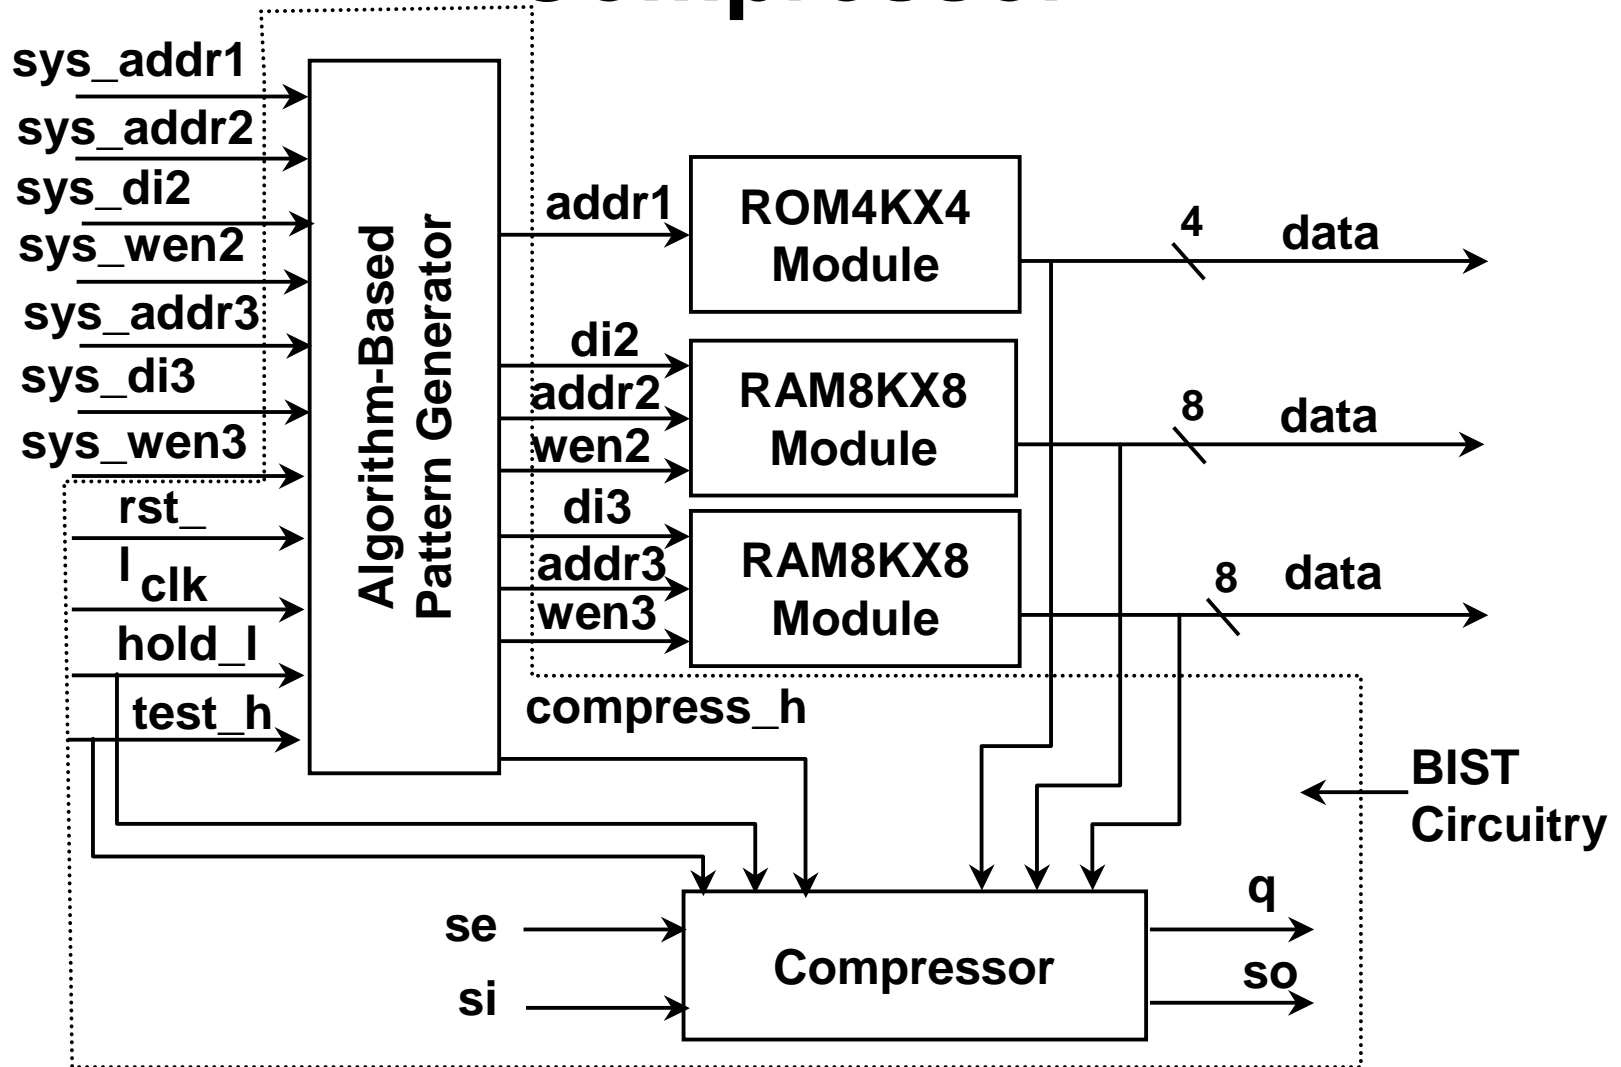 sys_addr1
sys_addr2
sys_di2
sys_wen2
sys_addr3
sys_di3
sys_wen3
rst_
l
clk
hold_l
test_h
Algorithm-Based
Pattern Generator
addr1
di2
addr2
wen2
di3
addr3
wen3
compress_h
ROM4KX4
Module
RAM8KX8
Module
RAM8KX8
Module
4
data
8
data
8
data
BIST
Circuitry
se
si
Compressor
q
so